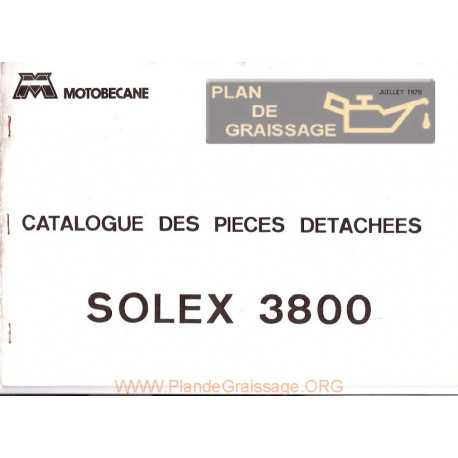 MOTOBECANE
PLAN
DE
GRAISSAGE
JUILLET 1978
CATALOGUE DES PIECES DETACHEES
SOLEX 3800
www.PlandeGraissage.ORG